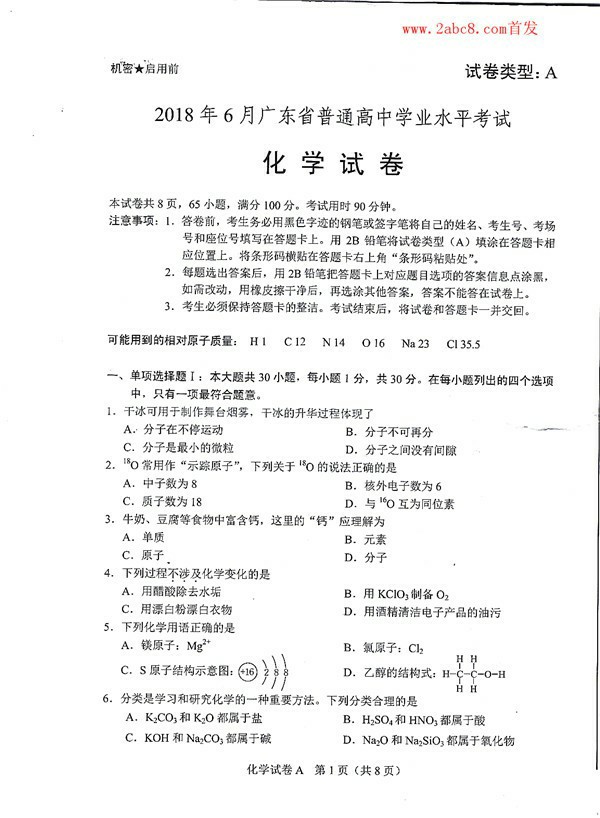 www.2abc8.com首发
机密★启用前
试卷类型：A
2018 年 6 月广东省普通高中学业水平考试
化 学 试 卷
本试卷共 8 页，65 小题，满分 100 分。考试用时 90 分钟。
注意事项：1．答卷前，考生务必用黑色字迹的钢笔或签字笔将自己的姓名、考生号、考场
号和座位号填写在答题卡上。用 2B 铅笔将试卷类型（A）填涂在答题卡相
应位置上。将条形码横贴在答题卡右上角“条形码粘贴处”。
2．每题选出答案后，用 2B 铅笔把答题卡上对应题目选项的答案信息点涂黑，
如需改动，用橡皮擦干净后，再选涂其他答案，答案不能答在试卷上。
3．考生必须保持答题卡的整洁。考试结束后，将试卷和答题卡一并交回。
可能用到的相对原子质量： H 1 C 12 N 14 O 16 Na 23 Cl 35.5
一、单项选择题Ⅰ：本大题共 30 小题，每小题 1 分，共 30 分。在每小题列出的四个选项
中，只有一项最符合题意。
1．干冰可用于制作舞台烟雾，干冰的升华过程体现了
A．分子在不停运动 B．分子不可再分
C．分子是最小的微粒 D．分子之间没有间隙
2．¹⁸O 常用作“示踪原子”，下列关于 ¹⁸O 的说法正确的是
A．中子数为 8 B．核外电子数为 6
C．质子数为 18 D．与 ¹⁶O 互为同位素
3．牛奶、豆腐等食物中富含钙，这里的“钙”应理解为
A．单质 B．元素
C．原子 D．分子
4．下列过程不涉及化学变化的是
A．用醋酸除去水垢 B．用 KClO₃ 制备 O₂
C．用漂白粉漂白衣物 D．用酒精清洁电子产品的油污
5．下列化学用语正确的是
A．镁原子：Mg²⁺ B．氯原子：Cl₂
C．S 原子结构示意图：+16 2 8 8 D．乙醇的结构式：
H H
H-C-C-O-H
H H
6．分类是学习和研究化学的一种重要方法。下列分类合理的是
A．K₂CO₃ 和 K₂O 都属于盐 B．H₂SO₄ 和 HNO₃ 都属于酸
C．KOH 和 Na₂CO₃ 都属于碱 D．Na₂O 和 Na₂SiO₃ 都属于氧化物
化学试卷 A 第 1 页（共 8 页）